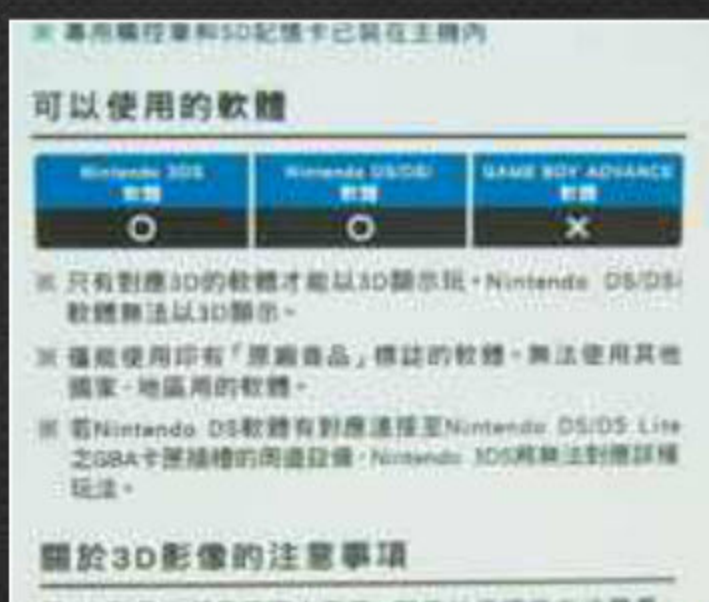 ※ 專用觸控筆和SD記憶卡已裝在主機內
可以使用的軟體
Nintendo 3DS 軟體
Nintendo DS/DSi 軟體
GAME BOY ADVANCE 軟體
○ ○ ×
※ 只有對應3D的軟體才能以3D顯示玩。Nintendo DS/DSi
軟體無法以3D顯示。
※ 僅能使用印有「原廠商品」標誌的軟體。無法使用其他
國家、地區用的軟體。
※ 若Nintendo DS軟體有對應連接至Nintendo DS/DS Lite
之GBA卡匣插槽的周邊設備,Nintendo 3DS將無法對應該種
玩法。
關於3D影像的注意事項